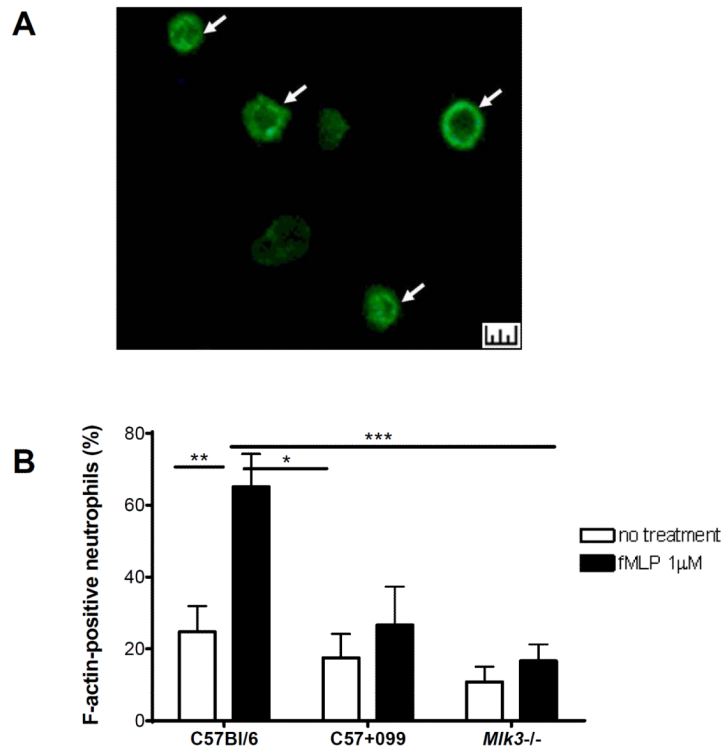 A
B
F-actin-positive neutrophils (%)
80
60
40
20
0
**
*
***
no treatment
fMLP 1µM
C57Bl/6
C57+099
Mlk3-/-